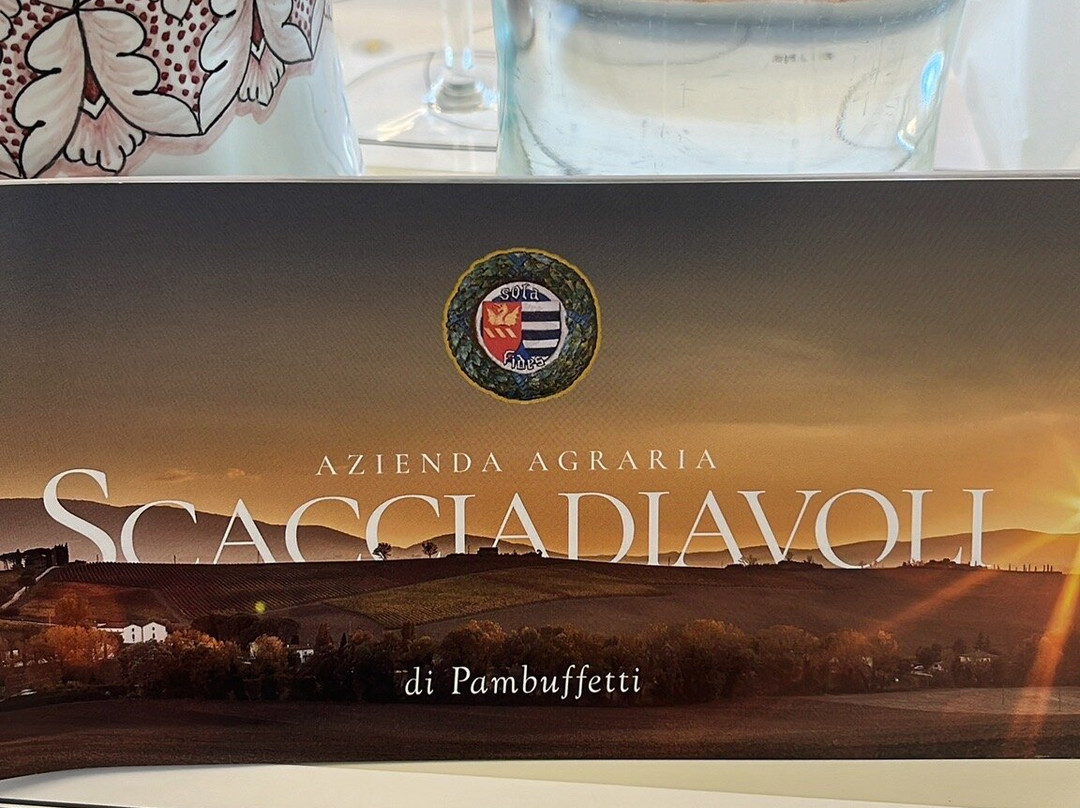 sola
fides
AZIENDA AGRARIA
SCACCIADIAVOLI
di Pambuffetti